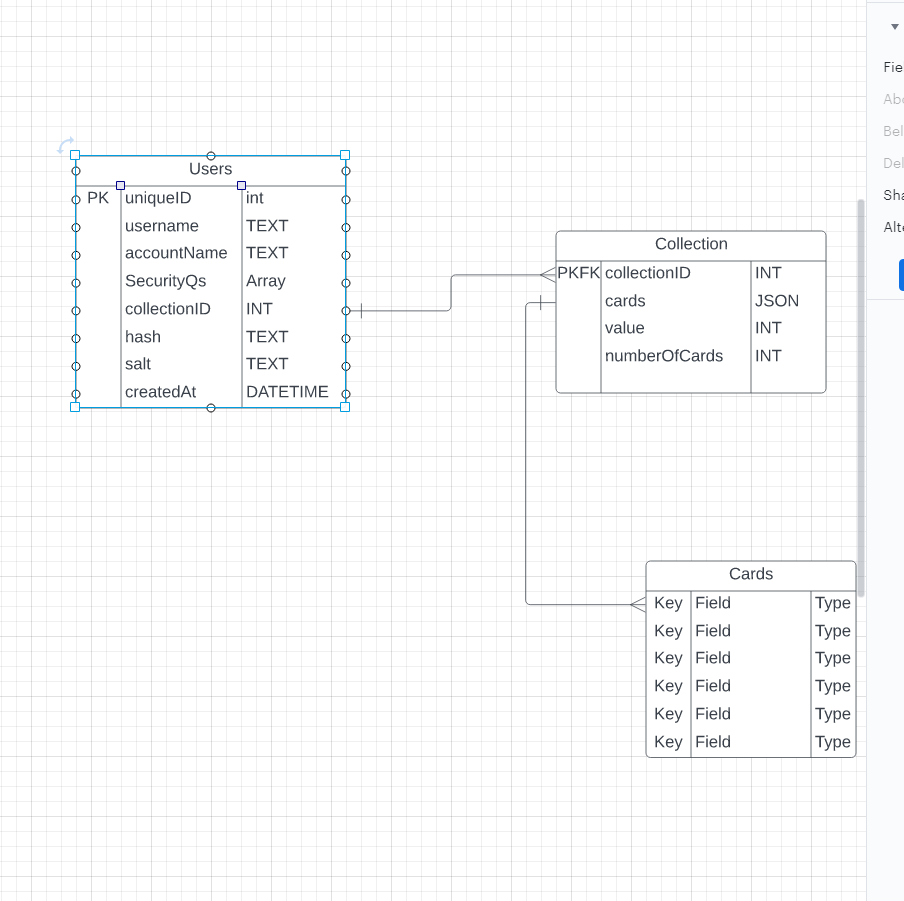 Users
PK uniqueID int
username TEXT
accountName TEXT
SecurityQs Array
collectionID INT
hash TEXT
salt TEXT
createdAt DATETIME
Collection
PKFK collectionID INT
cards JSON
value INT
numberOfCards INT
Cards
Key Field Type
Key Field Type
Key Field Type
Key Field Type
Key Field Type
Key Field Type
Fie
Abo
Bel
Del
Sha
Alte